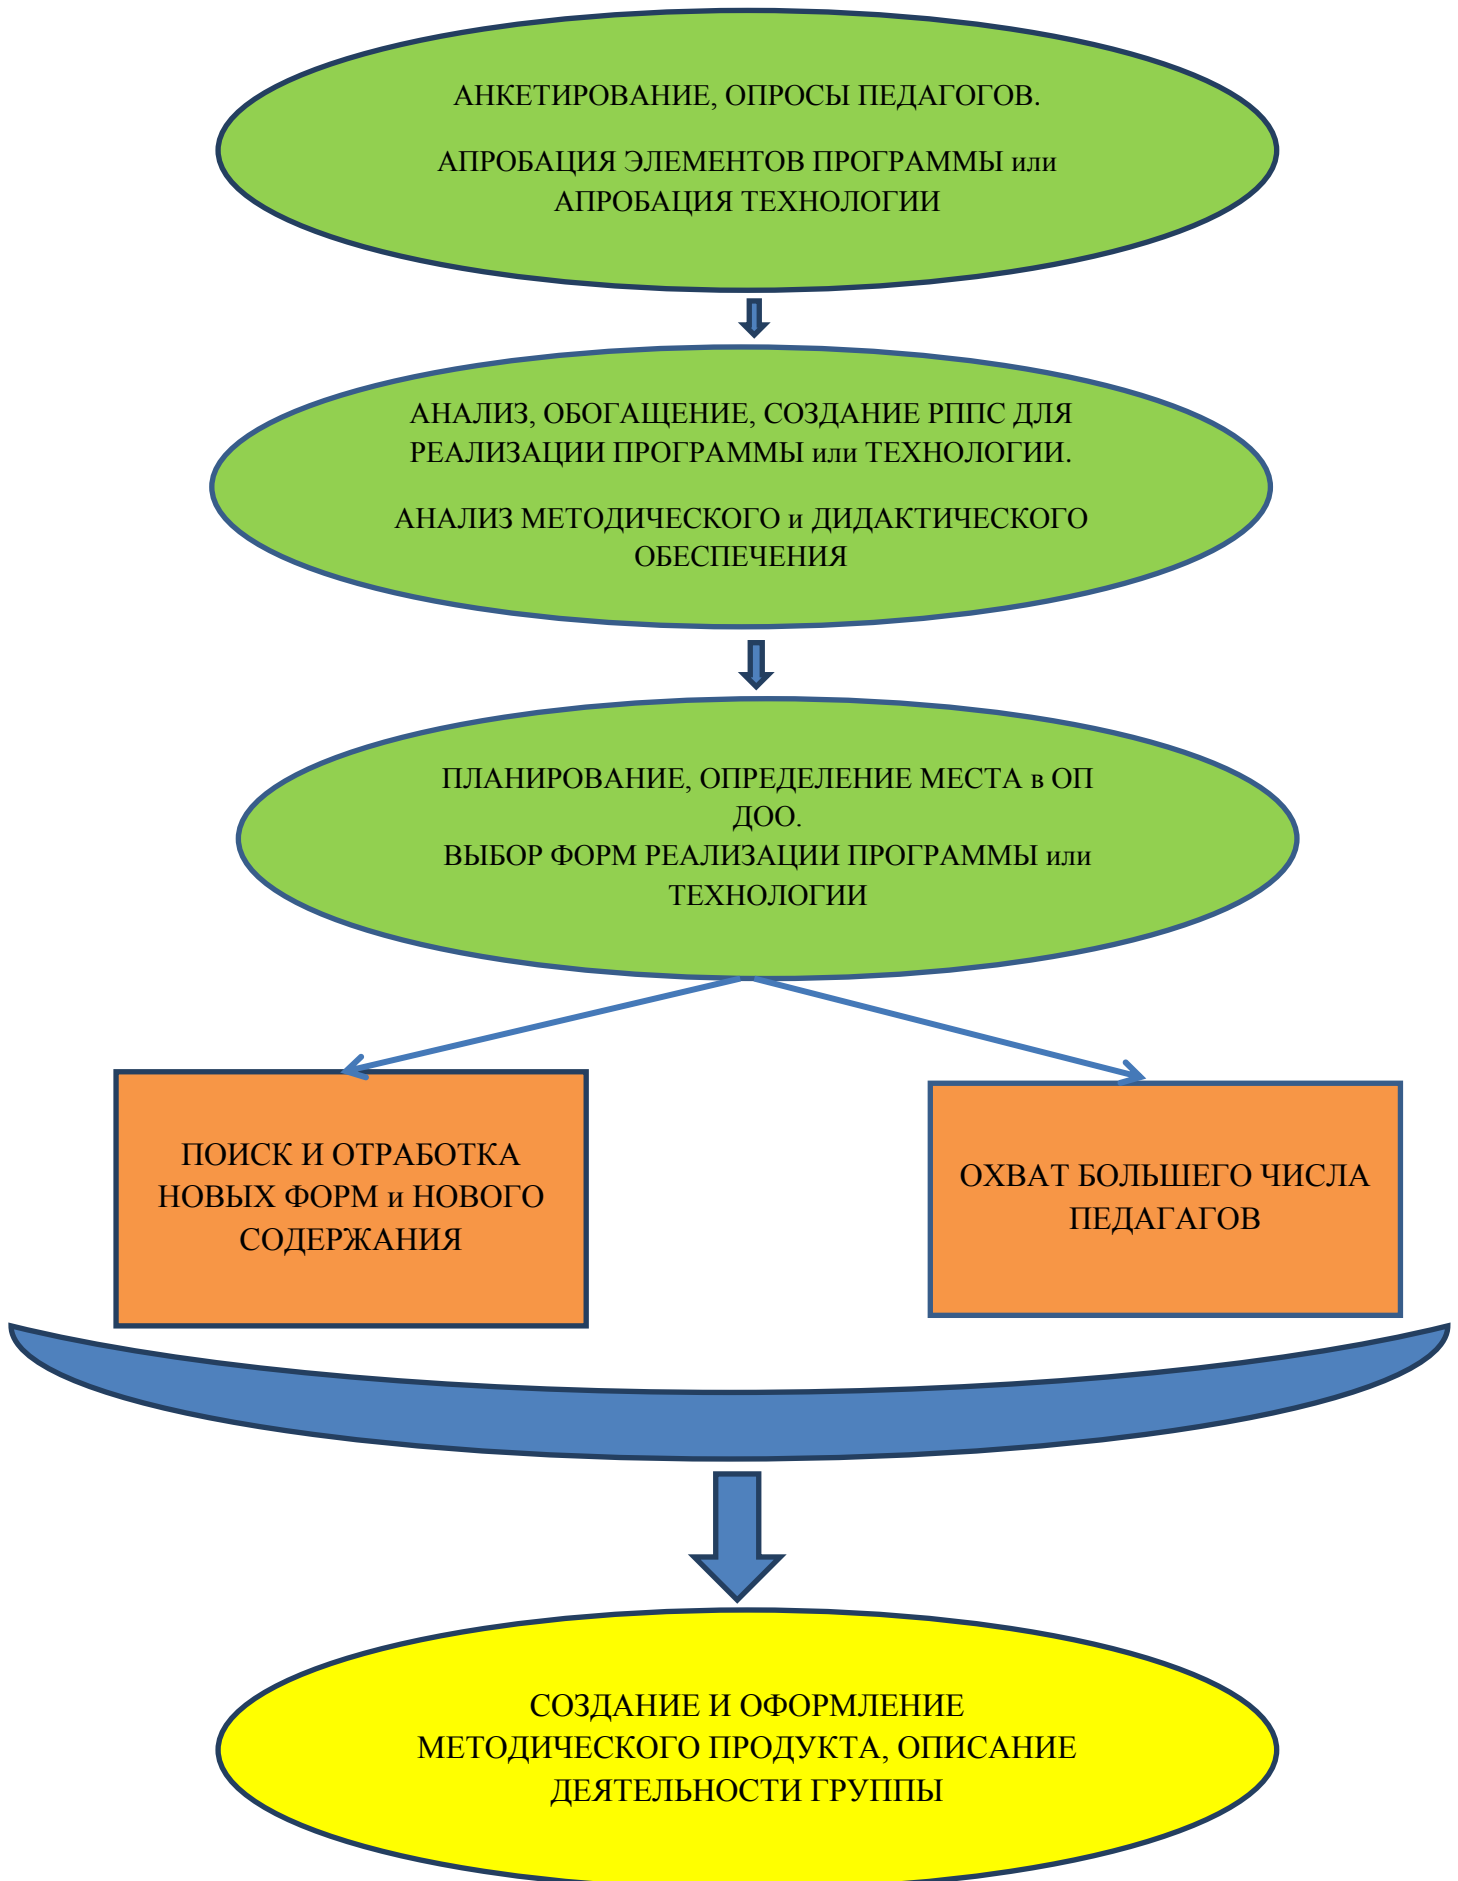 АНКЕТИРОВАНИЕ, ОПРОСЫ ПЕДАГОГОВ.
АПРОБАЦИЯ ЭЛЕМЕНТОВ ПРОГРАММЫ или
АПРОБАЦИЯ ТЕХНОЛОГИИ
АНАЛИЗ, ОБОГАЩЕНИЕ, СОЗДАНИЕ РППС ДЛЯ
РЕАЛИЗАЦИИ ПРОГРАММЫ или ТЕХНОЛОГИИ.
АНАЛИЗ МЕТОДИЧЕСКОГО и ДИДАКТИЧЕСКОГО
ОБЕСПЕЧЕНИЯ
ПЛАНИРОВАНИЕ, ОПРЕДЕЛЕНИЕ МЕСТА в ОП
ДОО.
ВЫБОР ФОРМ РЕАЛИЗАЦИИ ПРОГРАММЫ или
ТЕХНОЛОГИИ
ПОИСК И ОТРАБОТКА
НОВЫХ ФОРМ и НОВОГО
СОДЕРЖАНИЯ
ОХВАТ БОЛЬШЕГО ЧИСЛА
ПЕДАГАГОВ
СОЗДАНИЕ И ОФОРМЛЕНИЕ
МЕТОДИЧЕСКОГО ПРОДУКТА, ОПИСАНИЕ
ДЕЯТЕЛЬНОСТИ ГРУППЫ